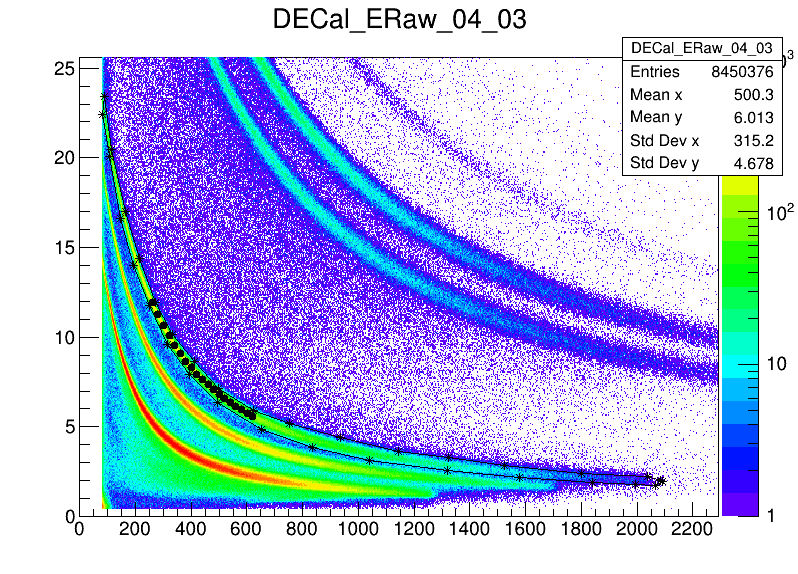 DECal_ERaw_04_03
DECal_ERaw_04_03
Entries 8450376
Mean x 500.3
Mean y 6.013
Std Dev x 315.2
Std Dev y 4.678
25
20
15
10
5
0
0 200 400 600 800 1000 1200 1400 1600 1800 2000 2200
10²
10
1